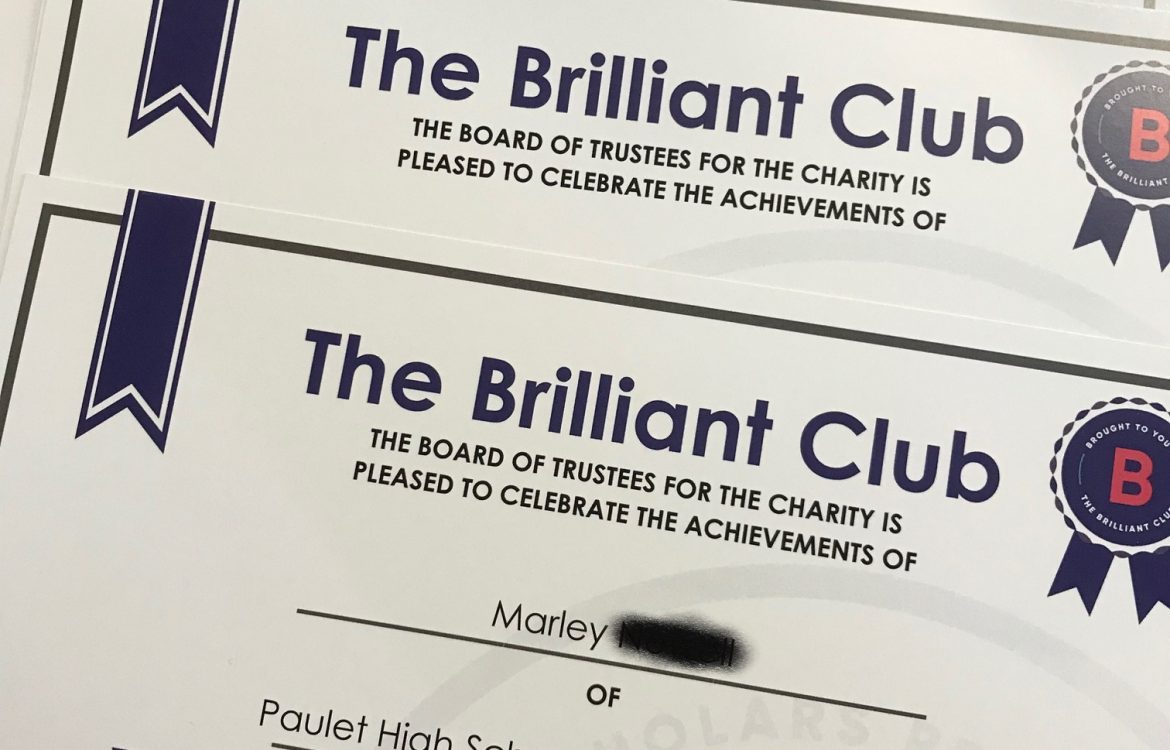 The Brilliant Club
THE BOARD OF TRUSTEES FOR THE CHARITY IS
PLEASED TO CELEBRATE THE ACHIEVEMENTS OF
BROUGHT TO
B
THE BRILLIANT
The Brilliant Club
THE BOARD OF TRUSTEES FOR THE CHARITY IS
PLEASED TO CELEBRATE THE ACHIEVEMENTS OF
BROUGHT TO YOU
B
THE BRILLIANT CLU
Marley
OF
Paulet High Sch